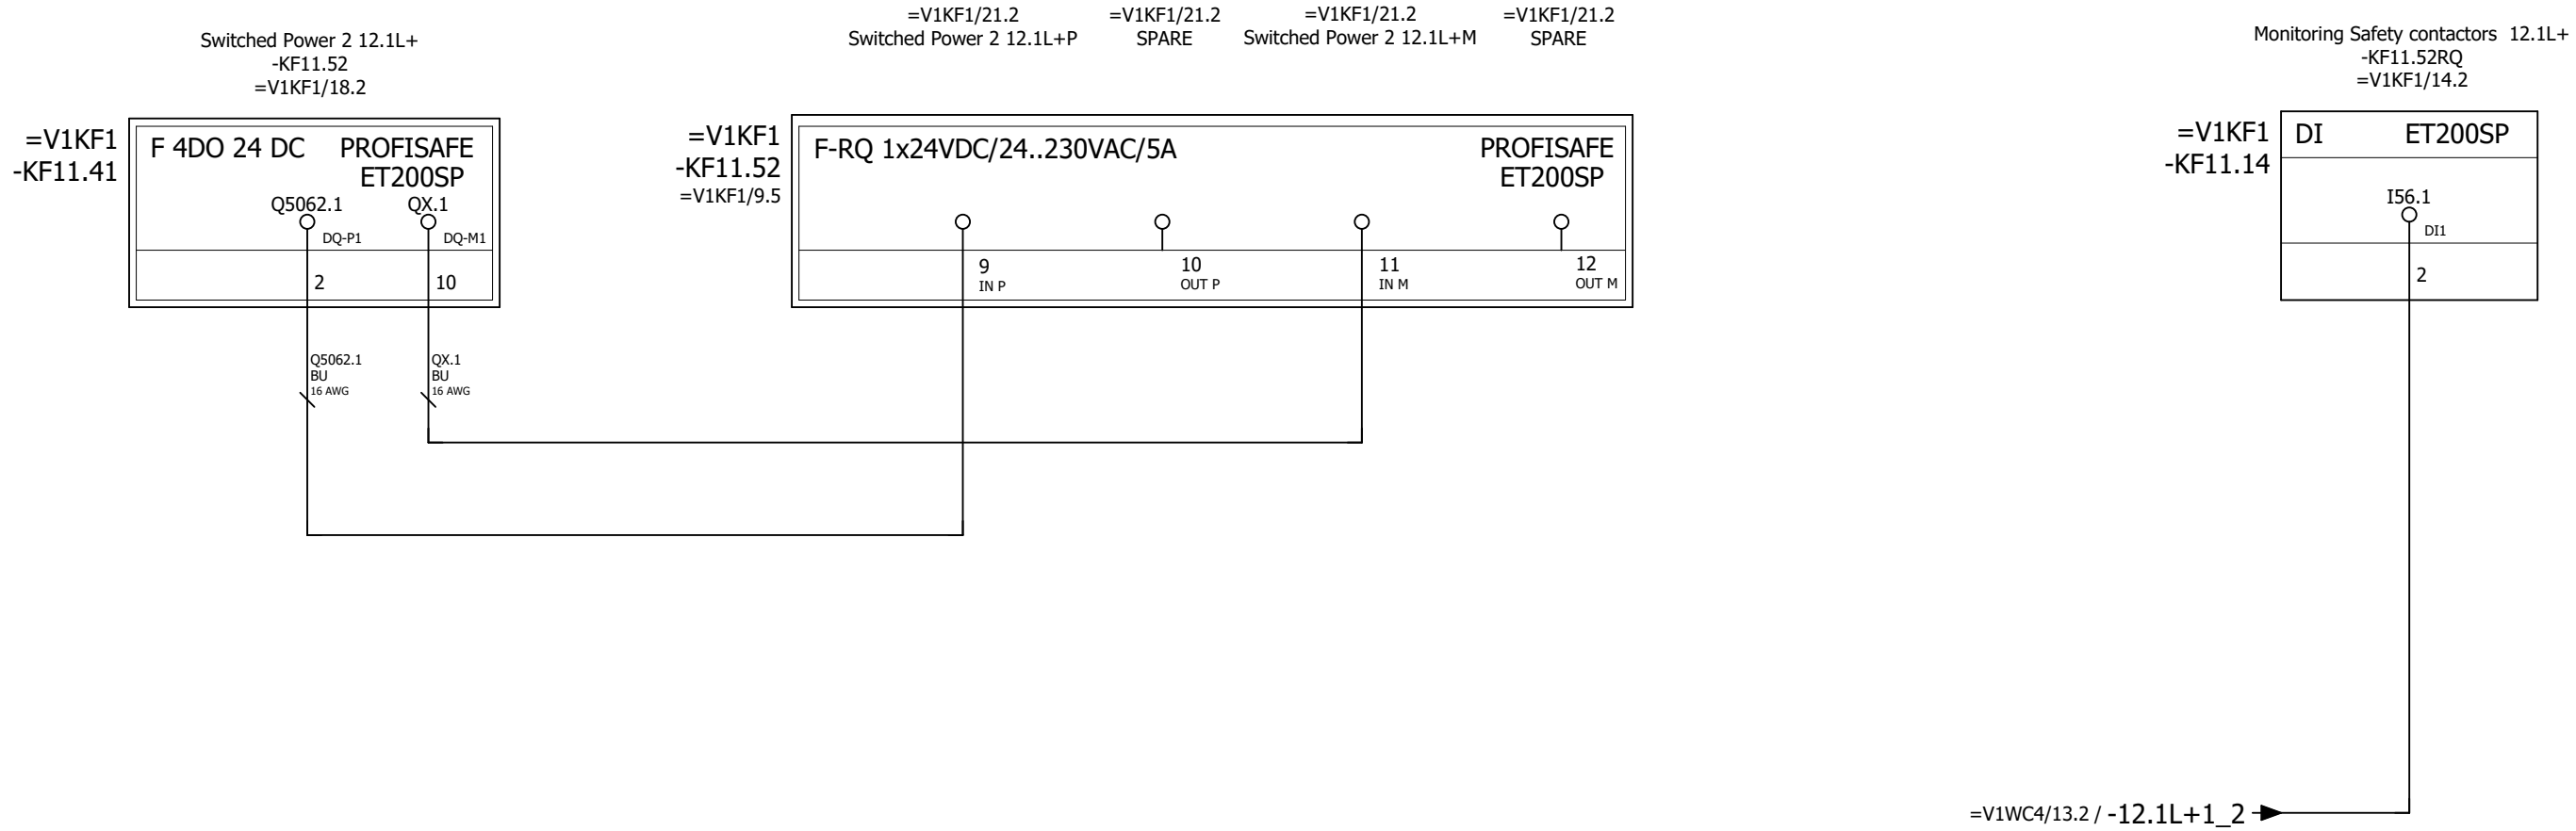 Switched Power 2 12.1L+
-KF11.52
=V1KF1/18.2
=V1KF1
-KF11.41
F 4DO 24 DC PROFISAFE
ET200SP
Q5062.1 QX.1
DQ-P1 DQ-M1
2 10
Q5062.1
BU
16 AWG
QX.1
BU
16 AWG
=V1KF1/21.2 =V1KF1/21.2 =V1KF1/21.2 =V1KF1/21.2
Switched Power 2 12.1L+P SPARE Switched Power 2 12.1L+M SPARE
=V1KF1
-KF11.52
=V1KF1/9.5
F-RQ 1x24VDC/24..230VAC/5A PROFISAFE
ET200SP
9 10 11 12
IN P OUT P IN M OUT M
Monitoring Safety contactors 12.1L+
-KF11.52RQ
=V1KF1/14.2
=V1KF1
-KF11.14
DI ET200SP
I56.1
DI1
2
=V1WC4/13.2 / -12.1L+1_2